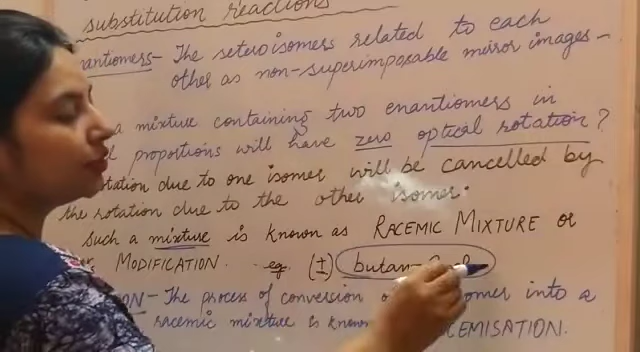 substitution reactions
nantiomers- The stereoisomers related to each
other as non-superimposable mirror images-
a mixture containing two enantiomers in
l proportions will have zero optical rotation?
otation due to one isomer will be cancelled by
the rotation due to the other isomer.
Such a mixture is known as RACEMIC MIXTURE or
MODIFICATION. eg. (±) butan-
ON- The process of conversion o omer into a
racemic mixture is known CEMISATION.